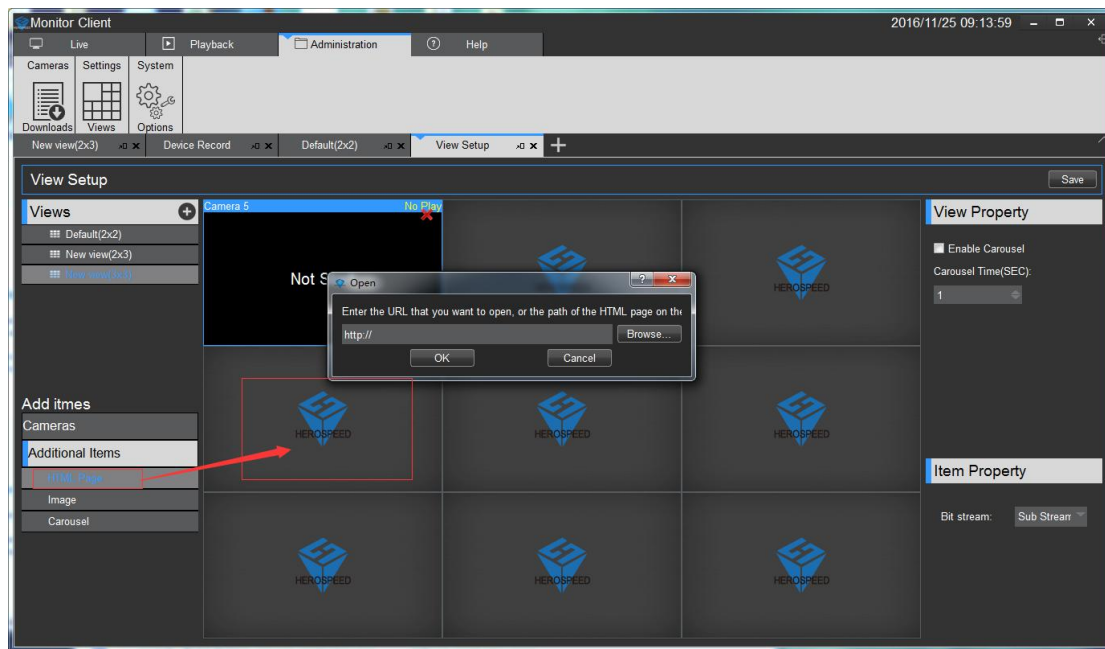 Monitor Client 2016/11/25 09:13:59
Live Playback Administration Help
Cameras Settings System
Downloads Views Options
New view(2x3) Device Record Default(2x2) View Setup
View Setup Save
Views
Default(2x2)
New view(2x3)
New view(3x3)
Camera 5 No Play
Not S
HEROSPEED
HEROSPEED
Open
Enter the URL that you want to open, or the path of the HTML page on the
http:// Browse...
OK Cancel
View Property
Enable Carousel
Carousel Time(SEC):
1
Add itmes
Cameras
Additional Items
HTML Page
Image
Carousel
HEROSPEED HEROSPEED HEROSPEED
HEROSPEED HEROSPEED HEROSPEED
Item Property
Bit stream: Sub Stream